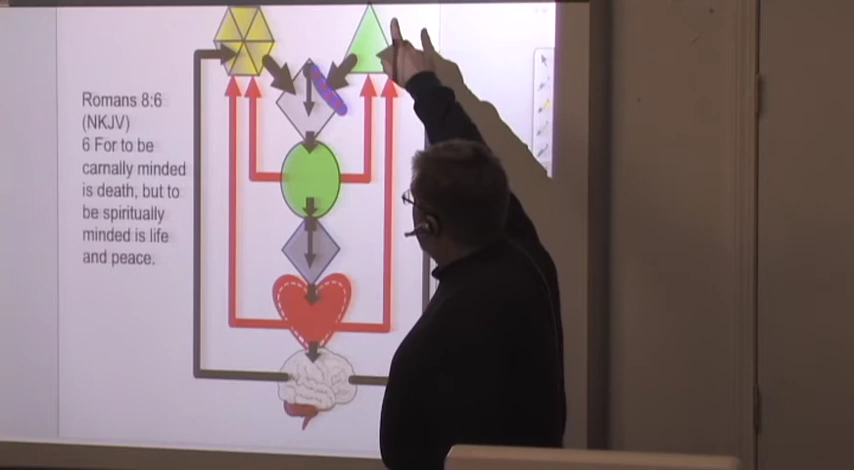 Romans 8:6
(NKJV)
6 For to be
carnally minded
is death, but to
be spiritually
minded is life
and peace.